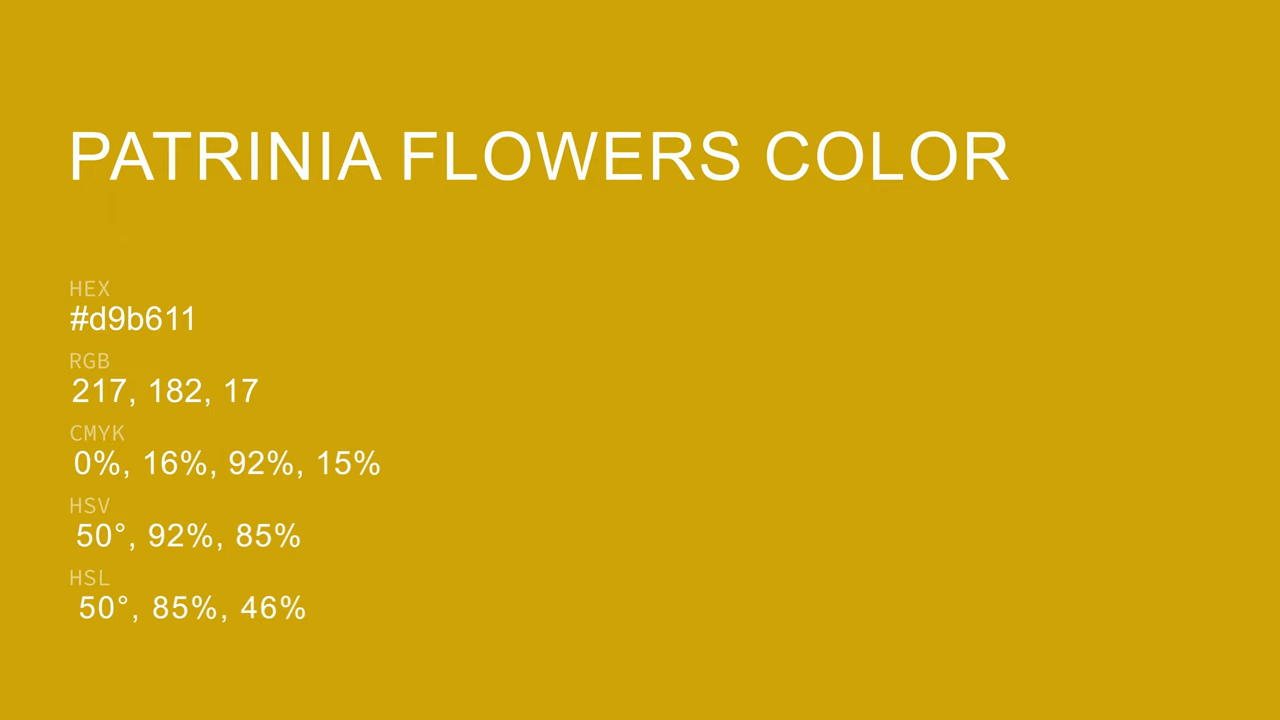 PATRINIA FLOWERS COLOR
HEX
#d9b611
RGB
217, 182, 17
CMYK
0%, 16%, 92%, 15%
HSV
50°, 92%, 85%
HSL
50°, 85%, 46%